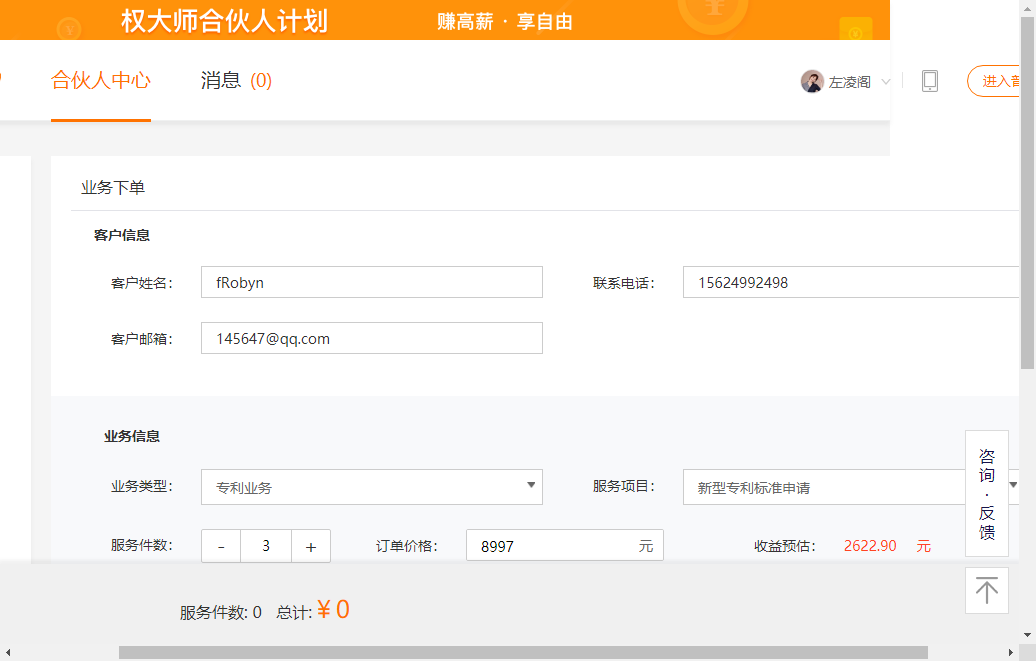 权大师合伙人计划 赚高薪 · 享自由
合伙人中心 消息 (0) 左凌阁
业务下单
客户信息
客户姓名： fRobyn 联系电话： 15624992498
客户邮箱： 145647@qq.com
业务信息
业务类型： 专利业务 服务项目： 新型专利标准申请
服务件数： - 3 + 订单价格： 8997 元 收益预估： 2622.90 元
咨询·反馈
服务件数: 0 总计: ¥ 0
进入